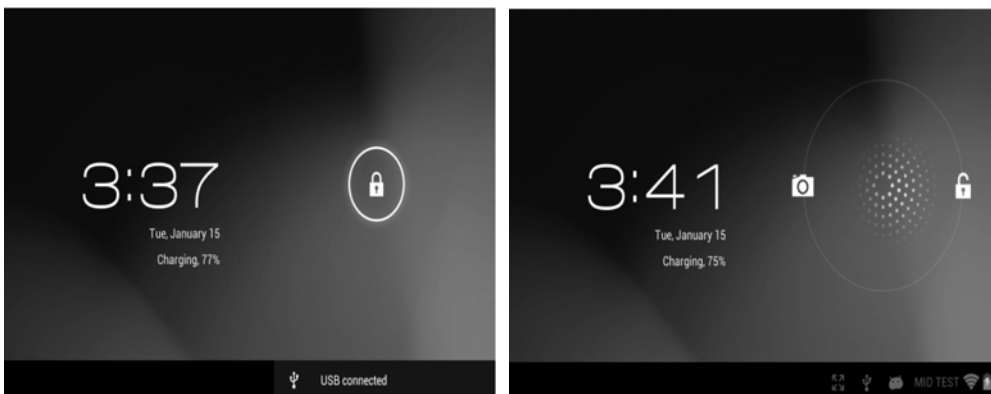 3:37
Tue, January 15
Charging, 77%
USB connected
3:41
Tue, January 15
Charging, 75%
MID TEST